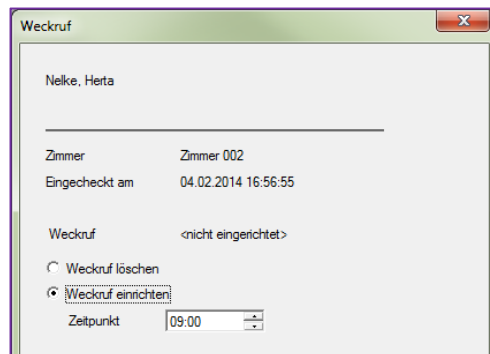 Weckruf
Nelke, Herta
Zimmer Zimmer 002
Eingecheckt am 04.02.2014 16:56:55
Weckruf <nicht eingerichtet>
Weckruf löschen
Weckruf einrichten
Zeitpunkt 09:00